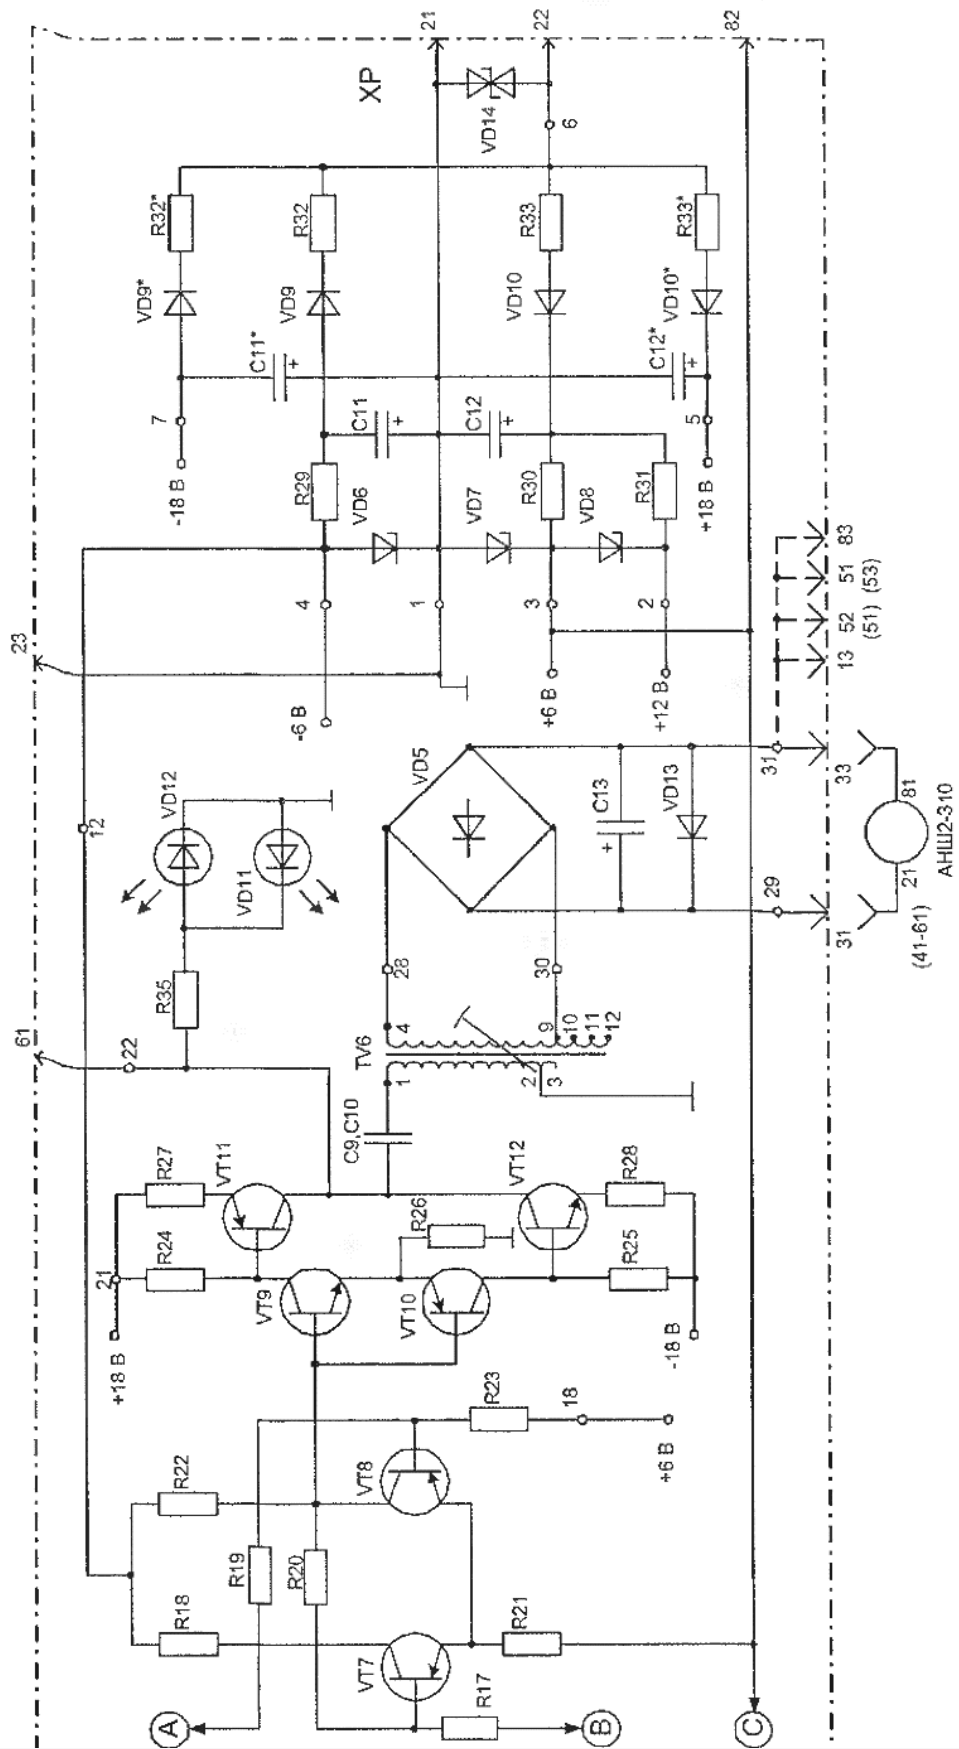 21
22
82
XP
VD14
6
R32*
R32
R33
R33*
VD9*
VD9
VD10
VD10*
C11*
C12*
+
+
7
C11
C12
5
+
+
-18 В
R29
R30
R31
+18 В
VD6
VD7
VD8
83
51
(53)
4
1
3
2
52
(51)
23
13
-6 В
+6 В
+12 В
VD12
VD5
31
33
12
C13
VD13
81
VD11
+
АНШ2-310
29
21
R35
28
30
31
(41-61)
61
22
TV6
4
9
10
11
12
1
2
3
C9,C10
R27
VT11
VT12
R28
R24
R26
R25
21
VT9
VT10
+18 В
-18 В
R23
18
+6 В
R22
VT8
R19
R20
R18
R21
VT7
R17
A
B
C